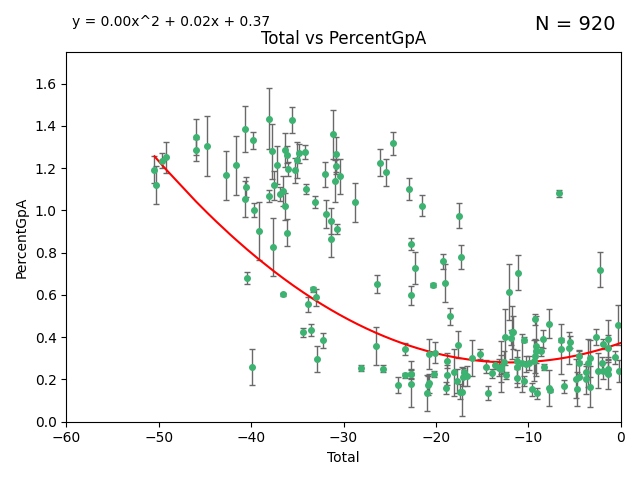 y = 0.00x^2 + 0.02x + 0.37
N = 920
Total vs PercentGpA
PercentGpA
1.6
1.4
1.2
1.0
0.8
0.6
0.4
0.2
0.0
−60 −50 −40 −30 −20 −10 0
Total